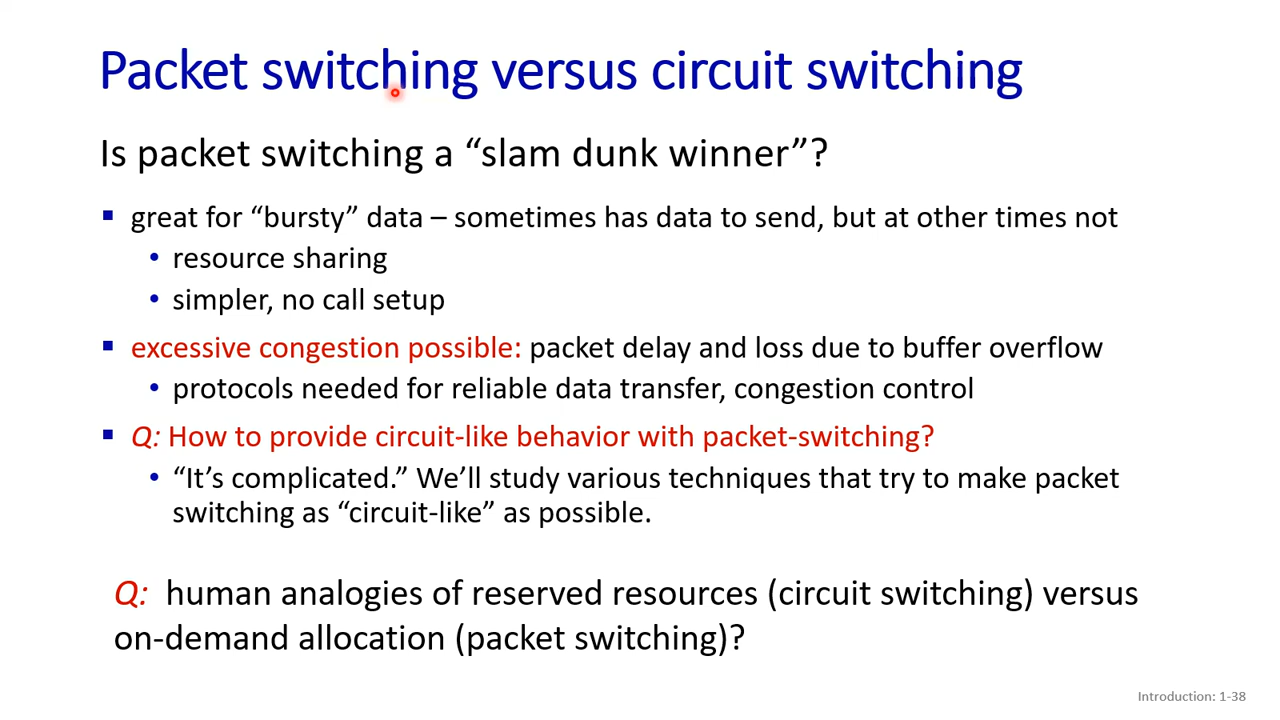 Packet switching versus circuit switching
Is packet switching a “slam dunk winner”?
▪ great for “bursty” data – sometimes has data to send, but at other times not
• resource sharing
• simpler, no call setup
▪ excessive congestion possible: packet delay and loss due to buffer overflow
• protocols needed for reliable data transfer, congestion control
▪ Q: How to provide circuit-like behavior with packet-switching?
• “It’s complicated.” We’ll study various techniques that try to make packet
switching as “circuit-like” as possible.
Q: human analogies of reserved resources (circuit switching) versus
on-demand allocation (packet switching)?
Introduction: 1-38